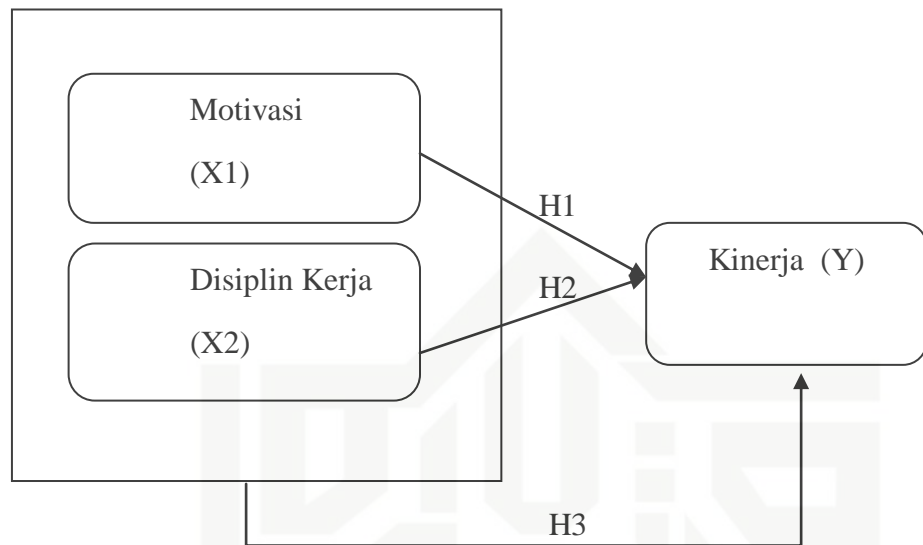 Motivasi
(X1)
H1
Disiplin Kerja
(X2)
H2
Kinerja (Y)
H3